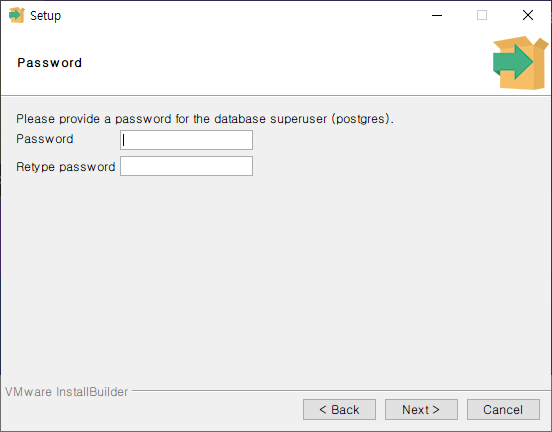 Setup
Password
Please provide a password for the database superuser (postgres).
Password
Retype password
VMware InstallBuilder
< Back
Next >
Cancel